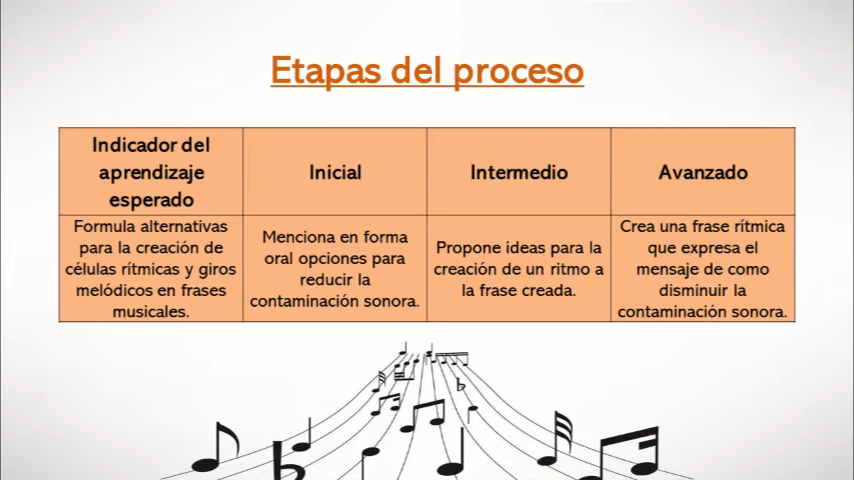 Etapas del proceso
Indicador del
aprendizaje
esperado
Inicial
Intermedio
Avanzado
Formula alternativas
para la creación de
células rítmicas y giros
melódicos en frases
musicales.
Menciona en forma
oral opciones para
reducir la
contaminación sonora.
Propone ideas para la
creación de un ritmo a
la frase creada.
Crea una frase rítmica
que expresa el
mensaje de como
disminuir la
contaminación sonora.